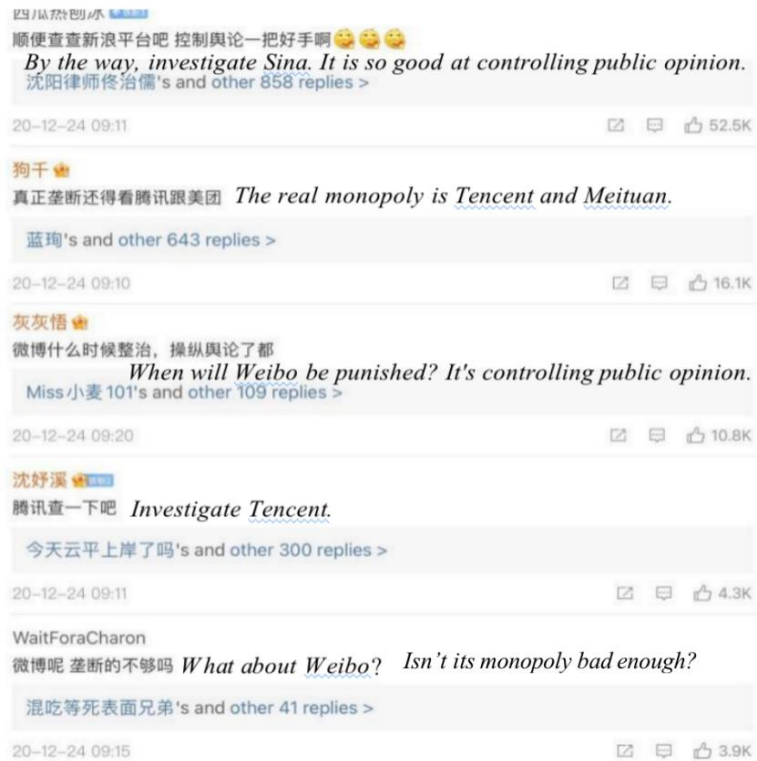 西瓜热刨冰
顺便查查新浪平台吧 控制舆论一把好手啊
By the way, investigate Sina. It is so good at controlling public opinion.
沈阳律师佟治儒's and other 858 replies >
20-12-24 09:11 52.5K
狗千
真正垄断还得看腾讯跟美团 The real monopoly is Tencent and Meituan.
蓝珣's and other 643 replies >
20-12-24 09:10 16.1K
灰灰悟
微博什么时候整治，操纵舆论了都
When will Weibo be punished? It's controlling public opinion.
Miss小麦101's and other 109 replies >
20-12-24 09:20 10.8K
沈妤溪
腾讯查一下吧 Investigate Tencent.
今天云平上岸了吗's and other 300 replies >
20-12-24 09:11 4.3K
WaitForaCharon
微博呢 垄断的不够吗 What about Weibo? Isn't its monopoly bad enough?
混吃等死表面兄弟's and other 41 replies >
20-12-24 09:15 3.9K